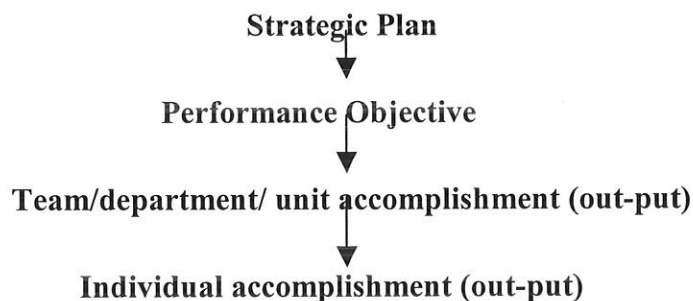 Strategic Plan
Performance Objective
Team/department/ unit accomplishment (out-put)
Individual accomplishment (out-put)